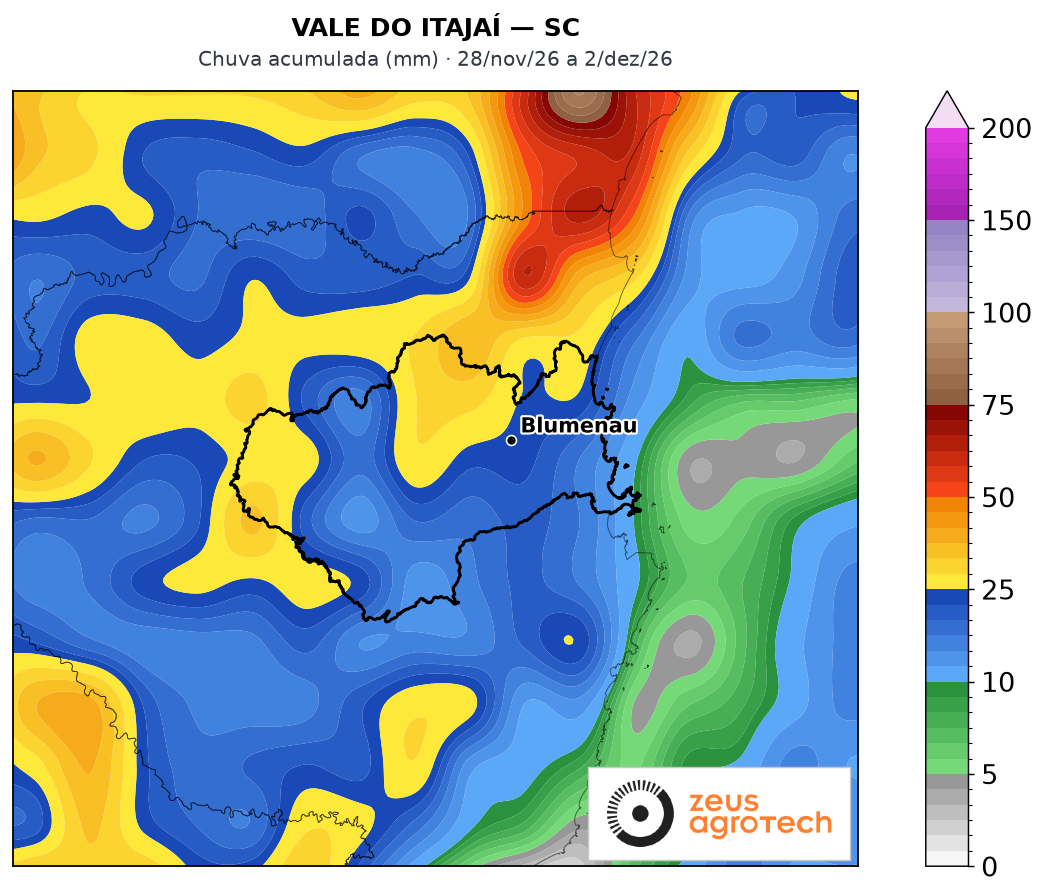 VALE DO ITAJAÍ — SC
Chuva acumulada (mm) · 28/nov/26 a 2/dez/26
200
150
100
75
50
25
10
5
0
Blumenau
zeus
agrotech